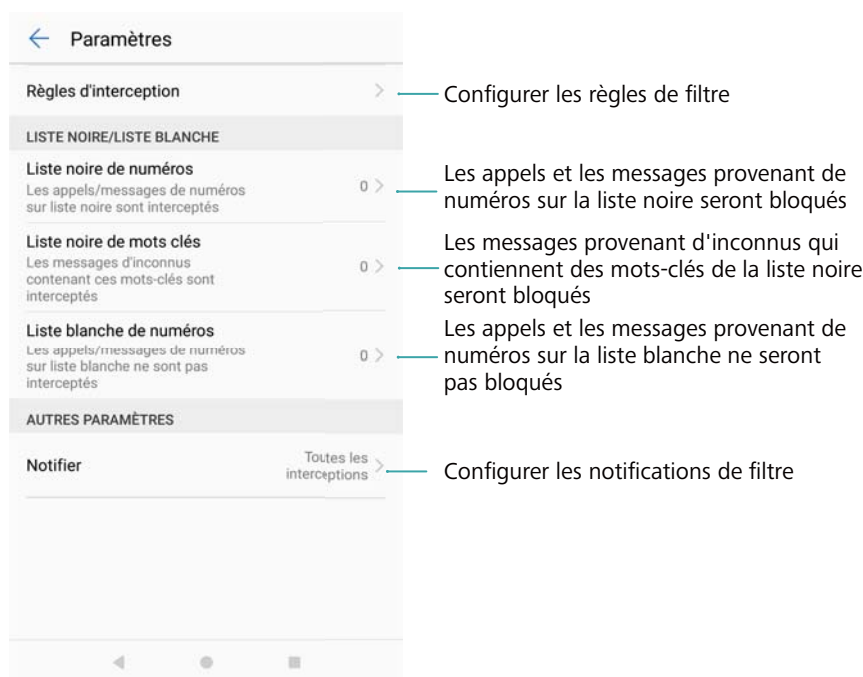 Paramètres
Règles d'interception
Configurer les règles de filtre
LISTE NOIRE/LISTE BLANCHE
Liste noire de numéros
Les appels/messages de numéros
sur liste noire sont interceptés
0
Les appels et les messages provenant de
numéros sur la liste noire seront bloqués
Liste noire de mots clés
Les messages d'inconnus
contenant ces mots-clés sont
interceptés
0
Les messages provenant d'inconnus qui
contiennent des mots-clés de la liste noire
seront bloqués
Liste blanche de numéros
Les appels/messages de numéros
sur liste blanche ne sont pas
interceptés
0
Les appels et les messages provenant de
numéros sur la liste blanche ne seront
pas bloqués
AUTRES PARAMÈTRES
Notifier
Toutes les
interceptions
Configurer les notifications de filtre